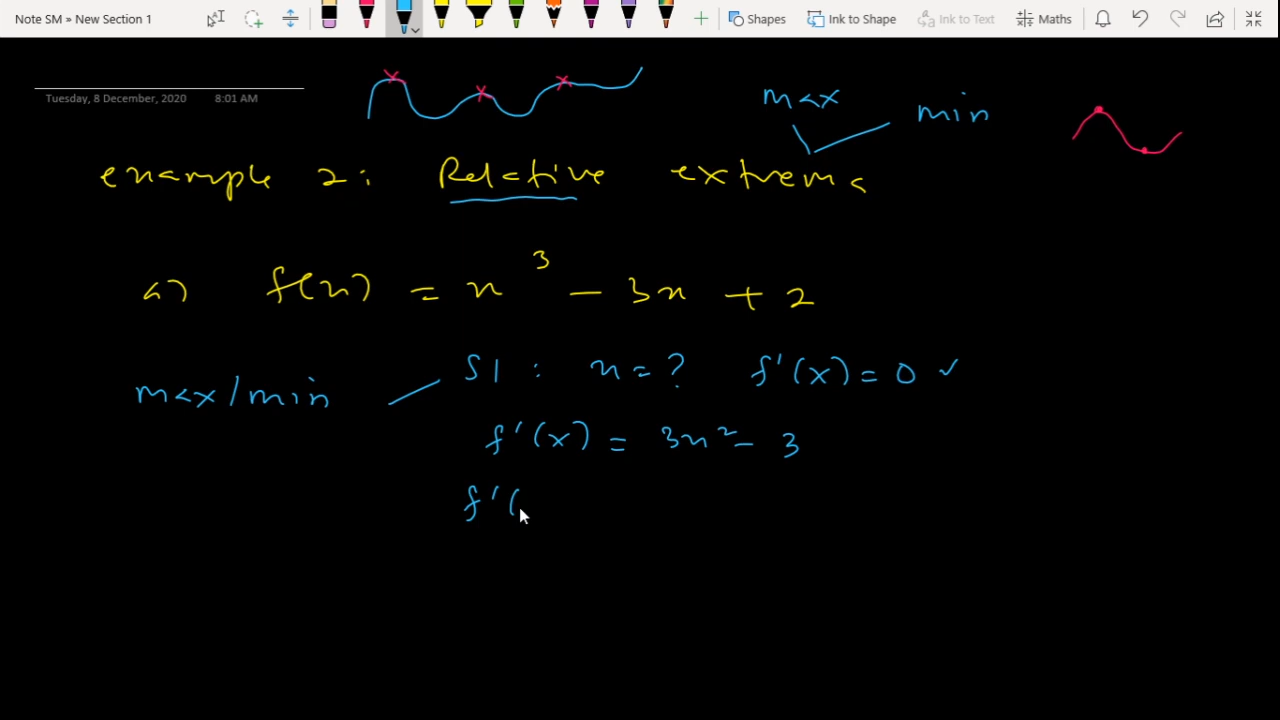 Note SM » New Section 1
Shapes Ink to Shape Ink to Text Maths
Tuesday, 8 December, 2020 8:01 AM
max min
example 2: Relative extrema
a) f(x) = x³ - 3x + 2
max/min S1 : x = ? f'(x) = 0 ✓
f'(x) = 3x² - 3
f'(